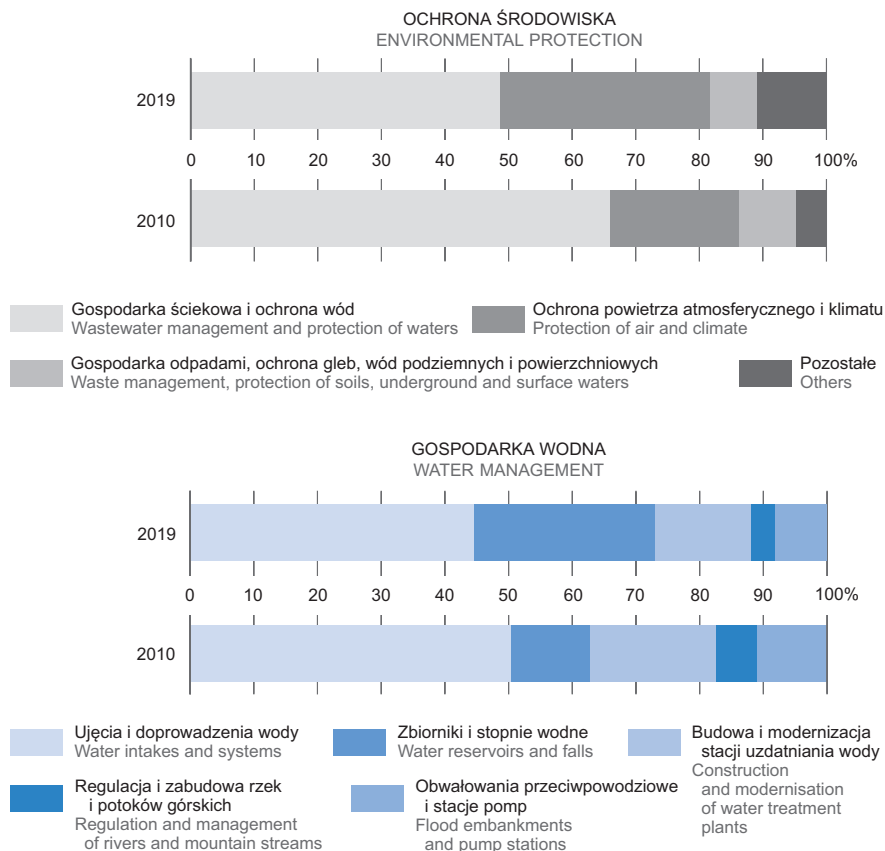 OCHRONA ŚRODOWISKA
ENVIRONMENTAL PROTECTION
2019
0 10 20 30 40 50 60 70 80 90 100%
2010
Gospodarka ściekowa i ochrona wód
Wastewater management and protection of waters
Ochrona powietrza atmosferycznego i klimatu
Protection of air and climate
Gospodarka odpadami, ochrona gleb, wód podziemnych i powierzchniowych
Waste management, protection of soils, underground and surface waters
Pozostałe
Others
GOSPODARKA WODNA
WATER MANAGEMENT
2019
0 10 20 30 40 50 60 70 80 90 100%
2010
Ujęcia i doprowadzenia wody
Water intakes and systems
Zbiorniki i stopnie wodne
Water reservoirs and falls
Budowa i modernizacja
stacji uzdatniania wody
Construction
and modernisation
of water treatment
plants
Regulacja i zabudowa rzek
i potoków górskich
Regulation and management
of rivers and mountain streams
Obwałowania przeciwpowodziowe
i stacje pomp
Flood embankments
and pump stations